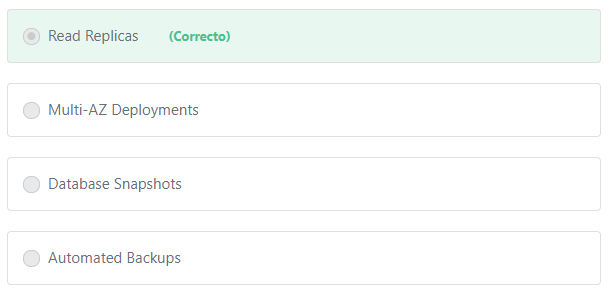 Read Replicas (Correcto)
Multi-AZ Deployments
Database Snapshots
Automated Backups